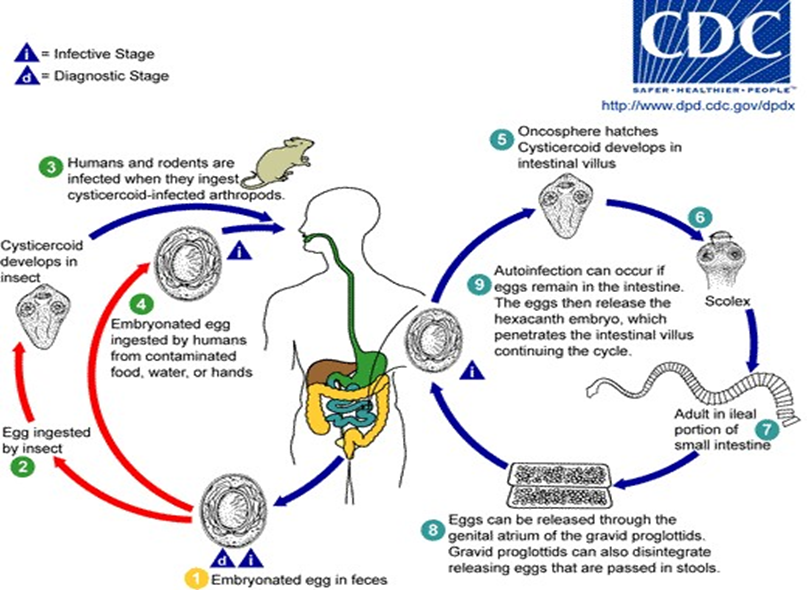 CDC
SAFER • HEALTHIER • PEOPLE™
http://www.dpd.cdc.gov/dpdx
i = Infective Stage
d = Diagnostic Stage
3 Humans and rodents are
infected when they ingest
cysticercoid-infected arthropods.
5 Oncosphere hatches
Cysticercoid develops in
intestinal villus
6
Scolex
Cysticercoid
develops in
insect
i
4
Embryonated egg
ingested by humans
from contaminated
food, water, or hands
9 Autoinfection can occur if
eggs remain in the intestine.
The eggs then release the
hexacanth embryo, which
penetrates the intestinal villus
continuing the cycle.
i
Adult in ileal
portion of
small intestine
7
Egg ingested
by insect
2
8 Eggs can be released through the
genital atrium of the gravid proglottids.
Gravid proglottids can also disintegrate
releasing eggs that are passed in stools.
d i
1 Embryonated egg in feces